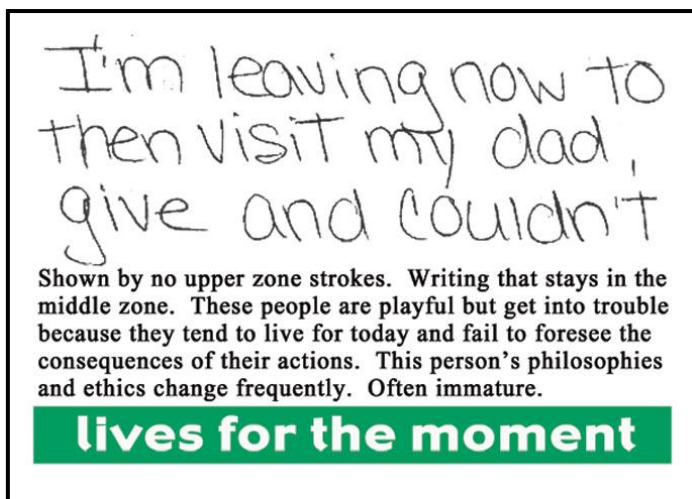 I'm leaving now to
then visit my dad,
give and couldn't
Shown by no upper zone strokes. Writing that stays in the
middle zone. These people are playful but get into trouble
because they tend to live for today and fail to foresee the
consequences of their actions. This person's philosophies
and ethics change frequently. Often immature.
lives for the moment